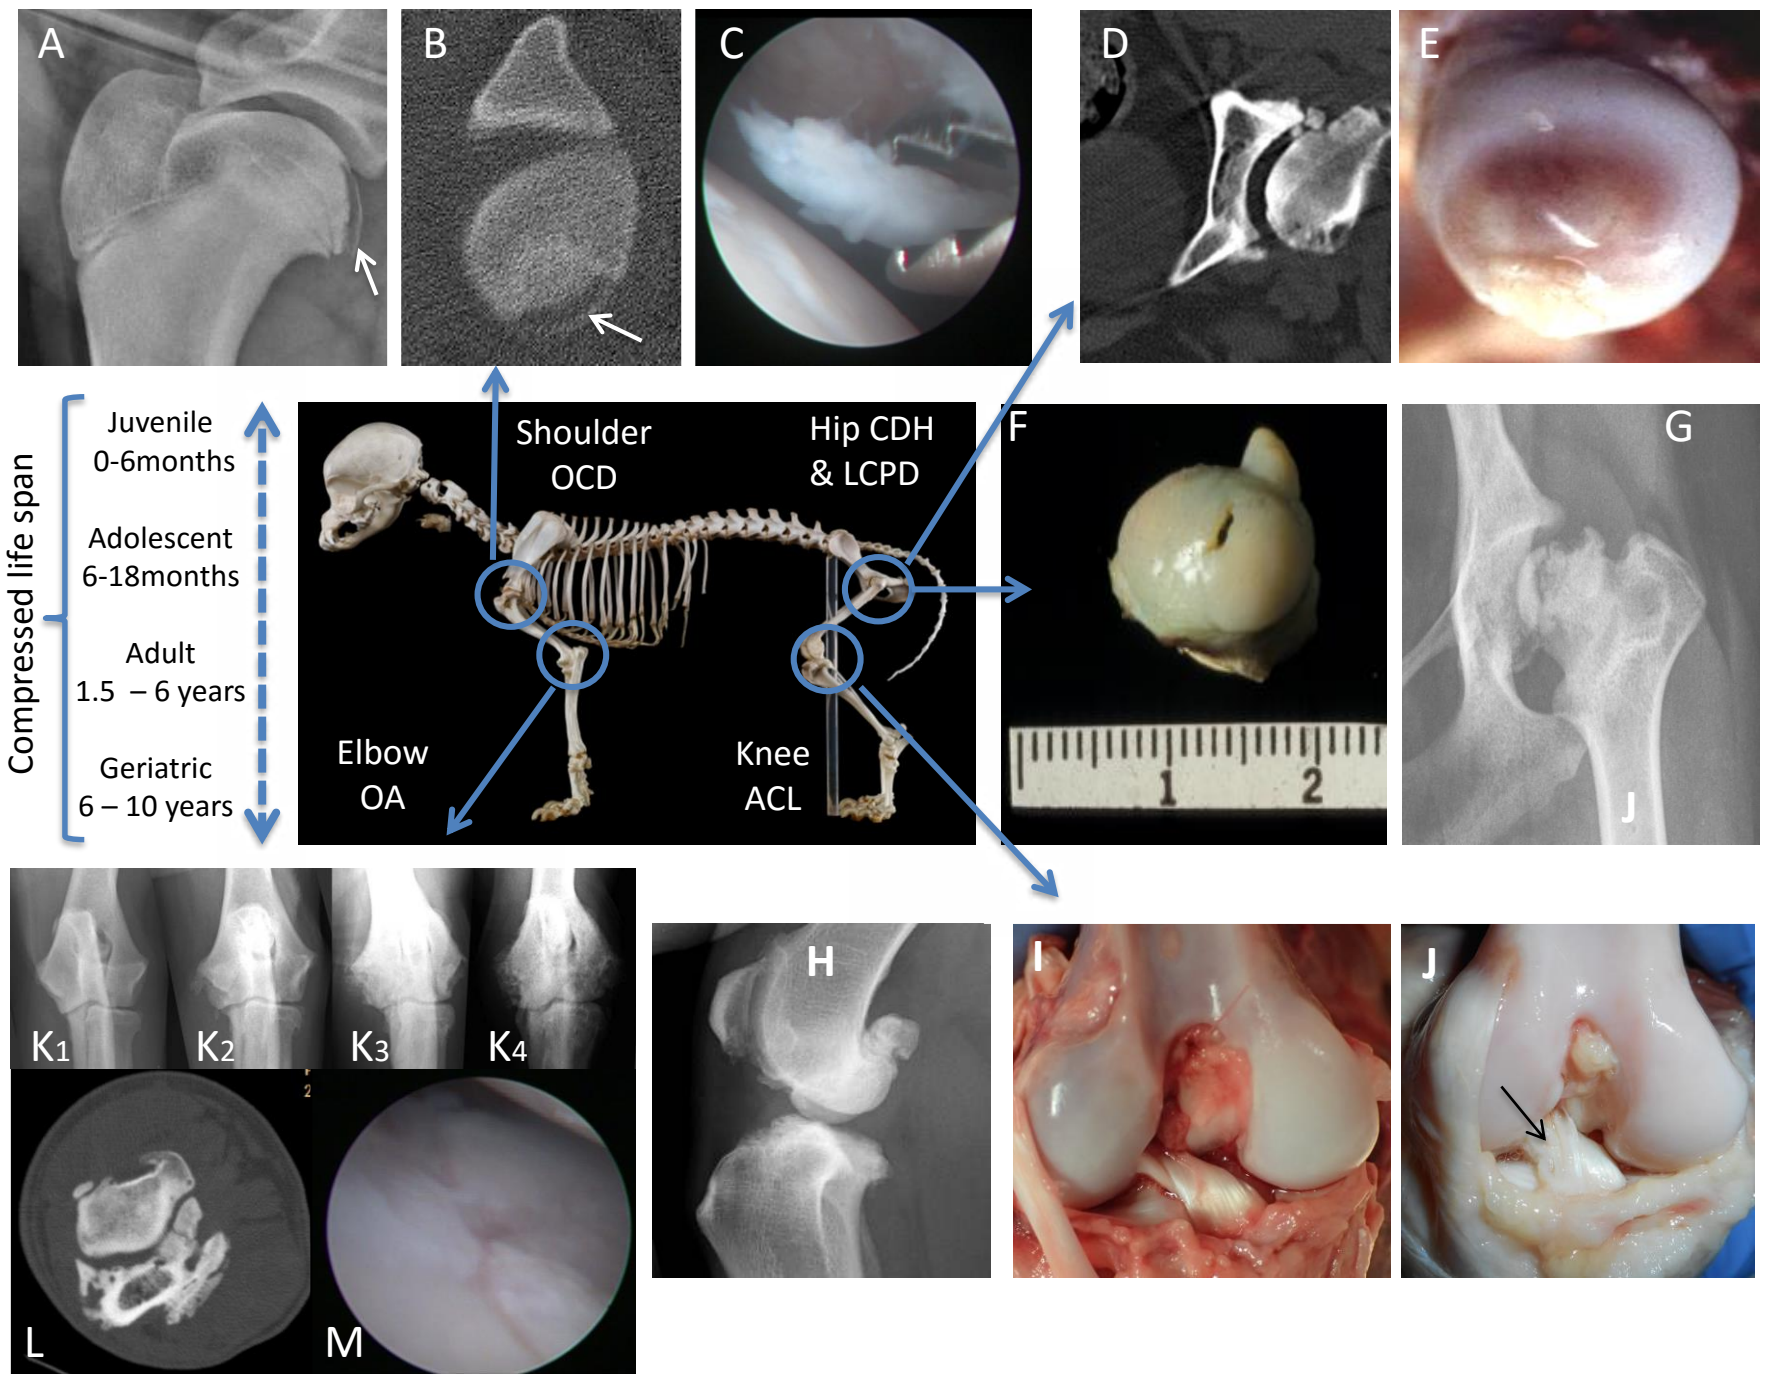 A
B
C
D
E
Compressed life span
Juvenile
0-6months
Adolescent
6-18months
Adult
1.5 – 6 years
Geriatric
6 – 10 years
Shoulder
OCD
Hip CDH
& LCPD
Elbow
OA
Knee
ACL
F
1
2
G
J
K1
K2
K3
K4
H
I
J
L
2
M